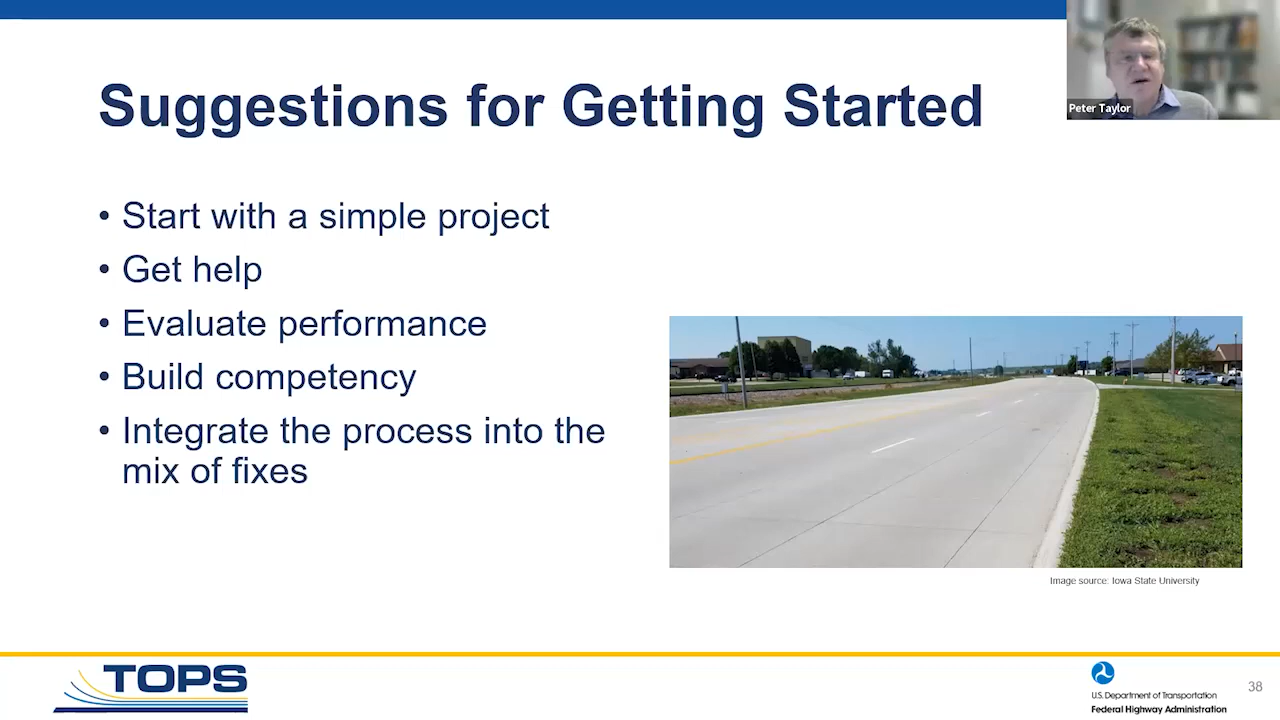 Suggestions for Getting Started
Peter Taylor
• Start with a simple project
• Get help
• Evaluate performance
• Build competency
• Integrate the process into the
mix of fixes
Image source: Iowa State University
TOPS
U.S. Department of Transportation
Federal Highway Administration
38